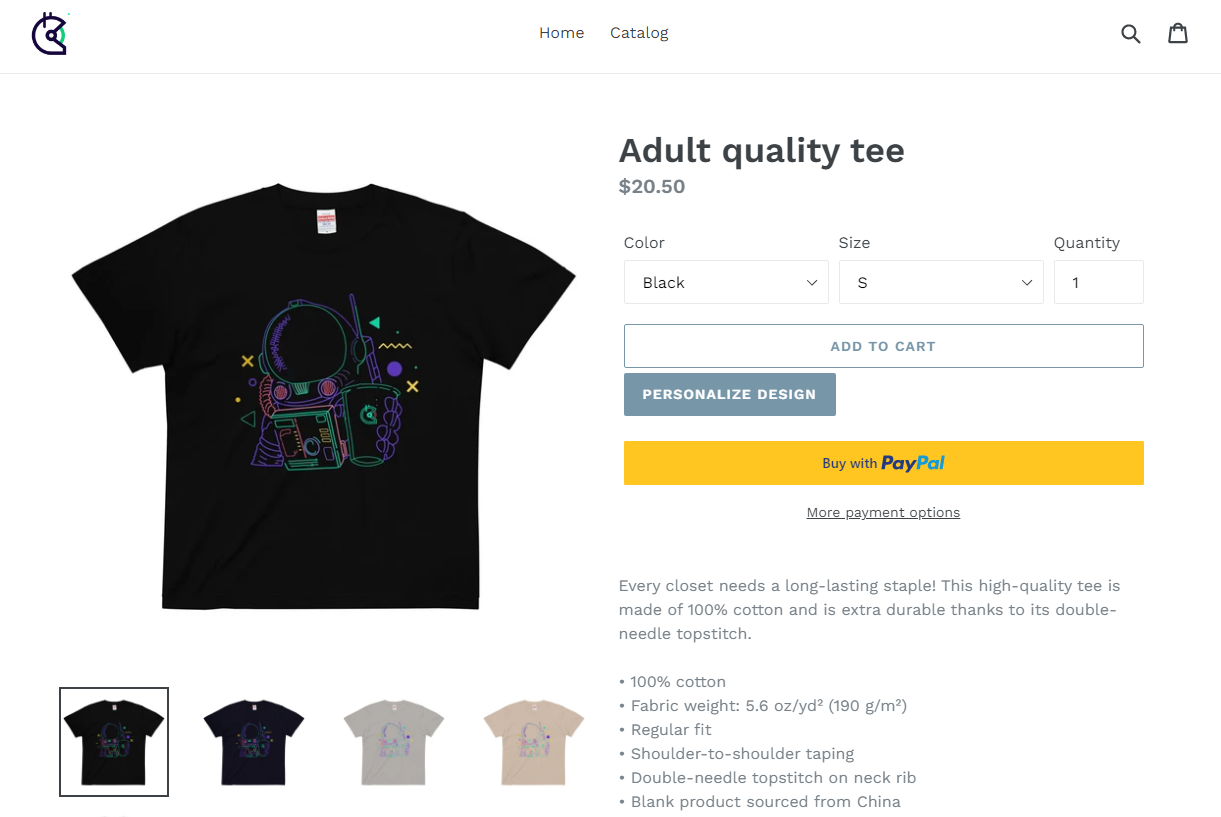 Home Catalog
Adult quality tee
$20.50
Color Size Quantity
Black S 1
ADD TO CART
PERSONALIZE DESIGN
Buy with PayPal
More payment options
Every closet needs a long-lasting staple! This high-quality tee is
made of 100% cotton and is extra durable thanks to its double-
needle topstitch.
• 100% cotton
• Fabric weight: 5.6 oz/yd² (190 g/m²)
• Regular fit
• Shoulder-to-shoulder taping
• Double-needle topstitch on neck rib
• Blank product sourced from China